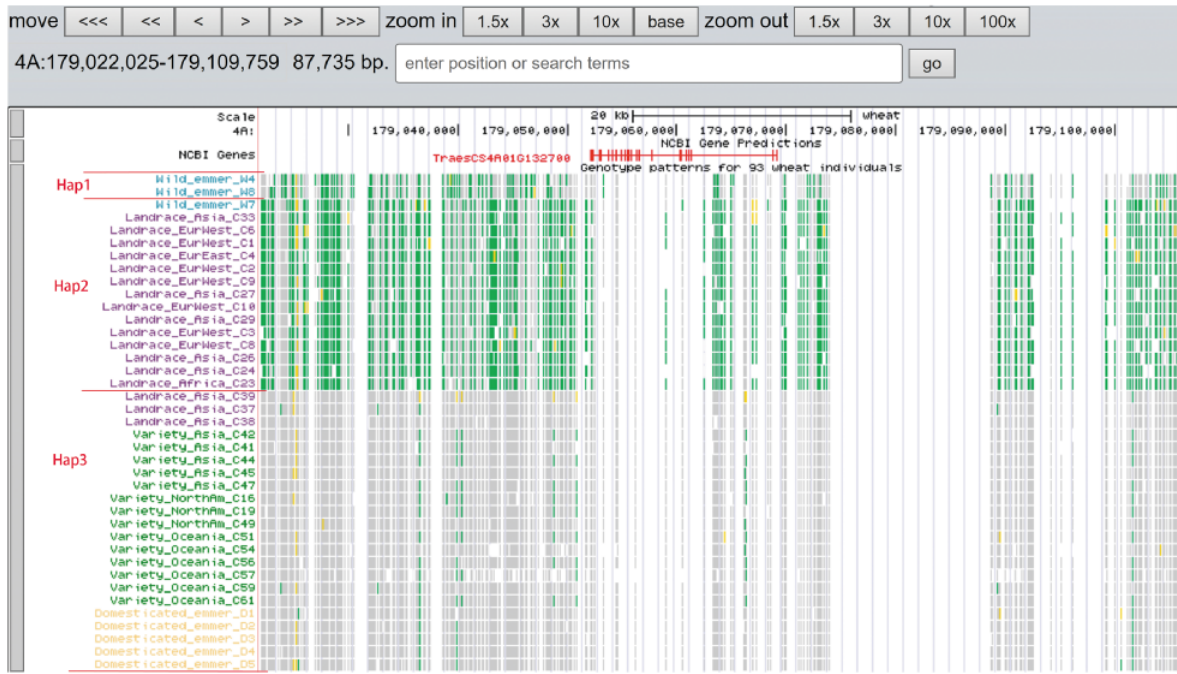 move <<< << < > >> >>> zoom in 1.5x 3x 10x base zoom out 1.5x 3x 10x 100x
4A:179,022,025-179,109,759 87,735 bp. enter position or search terms go
Scale 20 kb wheat
4A: 179,040,000 179,050,000 179,060,000 179,070,000 179,080,000 179,090,000 179,100,000
NCBI Gene Predictions
NCBI Genes TraesCS4A01G132700
Genotype patterns for 93 wheat individuals
Hap1
Wild_emmer_W4
Wild_emmer_W8
Wild_emmer_W7
Landrace_Asia_C33
Landrace_EurWest_C6
Landrace_EurWest_C1
Landrace_EurEast_C4
Landrace_EurWest_C2
Landrace_EurWest_C9
Hap2
Landrace_Asia_C27
Landrace_EurWest_C10
Landrace_Asia_C29
Landrace_EurWest_C3
Landrace_EurWest_C8
Landrace_Asia_C26
Landrace_Asia_C24
Landrace_Africa_C23
Landrace_Asia_C39
Landrace_Asia_C37
Landrace_Asia_C38
Variety_Asia_C42
Variety_Asia_C41
Hap3
Variety_Asia_C44
Variety_Asia_C45
Variety_Asia_C47
Variety_NorthAm_C16
Variety_NorthAm_C19
Variety_NorthAm_C49
Variety_Oceania_C51
Variety_Oceania_C54
Variety_Oceania_C56
Variety_Oceania_C57
Variety_Oceania_C59
Variety_Oceania_C61
Domesticated_emmer_D1
Domesticated_emmer_D2
Domesticated_emmer_D3
Domesticated_emmer_D4
Domesticated_emmer_D5